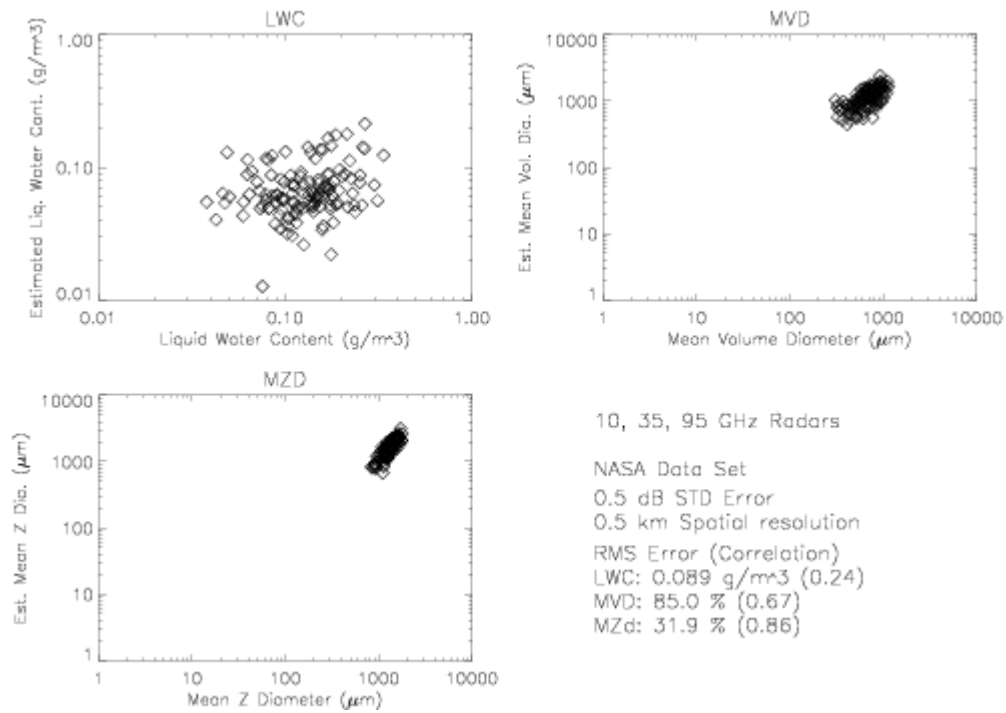 LWC
1.00
0.10
0.01
Estimated Liq. Water Cont. (g/m^3)
0.01 0.10 1.00
Liquid Water Content (g/m^3)
MVD
10000
1000
100
10
1
Est. Mean Vol. Dia. (μm)
1 10 100 1000 10000
Mean Volume Diameter (μm)
MZD
10000
1000
100
10
1
Est. Mean Z Dia. (μm)
1 10 100 1000 10000
Mean Z Diameter (μm)
10, 35, 95 GHz Radars
NASA Data Set
0.5 dB STD Error
0.5 km Spatial resolution
RMS Error (Correlation)
LWC: 0.089 g/m^3 (0.24)
MVD: 85.0 % (0.67)
MZd: 31.9 % (0.86)